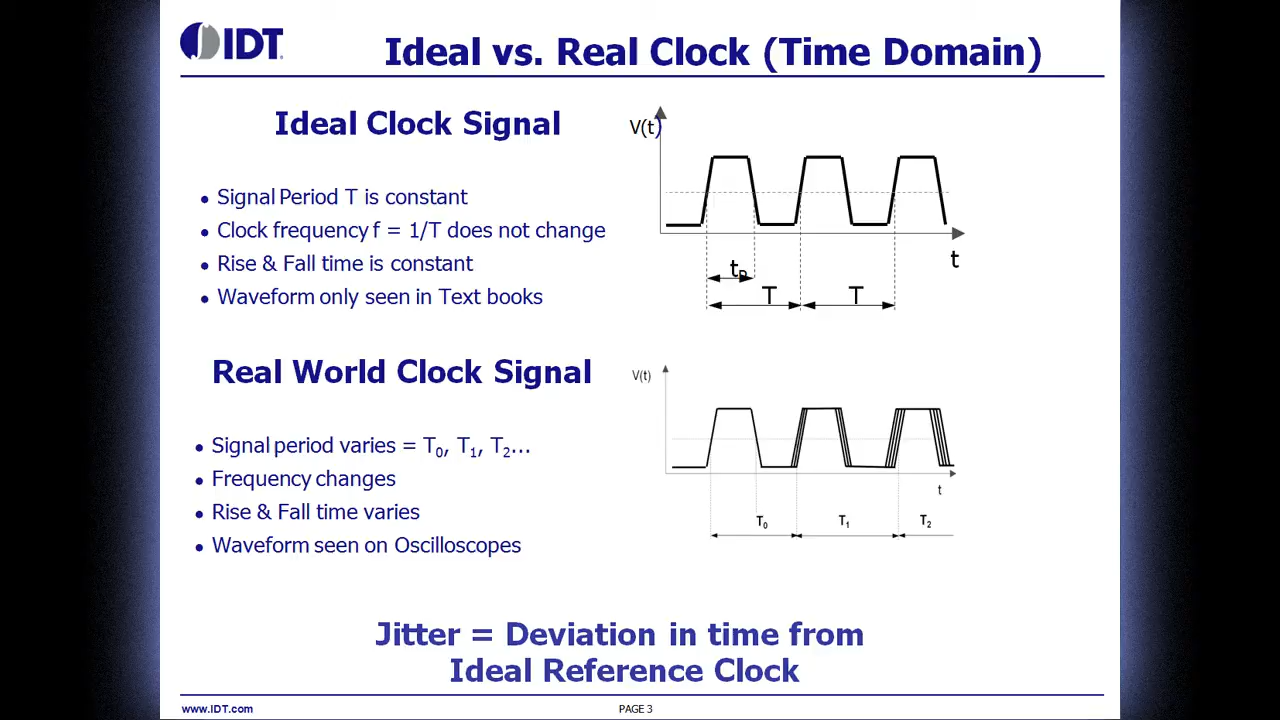 IDT
Ideal vs. Real Clock (Time Domain)
Ideal Clock Signal
• Signal Period T is constant
• Clock frequency f = 1/T does not change
• Rise & Fall time is constant
• Waveform only seen in Text books
V(t)
t
tp
T T
Real World Clock Signal
• Signal period varies = T0, T1, T2...
• Frequency changes
• Rise & Fall time varies
• Waveform seen on Oscilloscopes
V(t)
t
T0 T1 T2
Jitter = Deviation in time from
Ideal Reference Clock
www.IDT.com PAGE 3